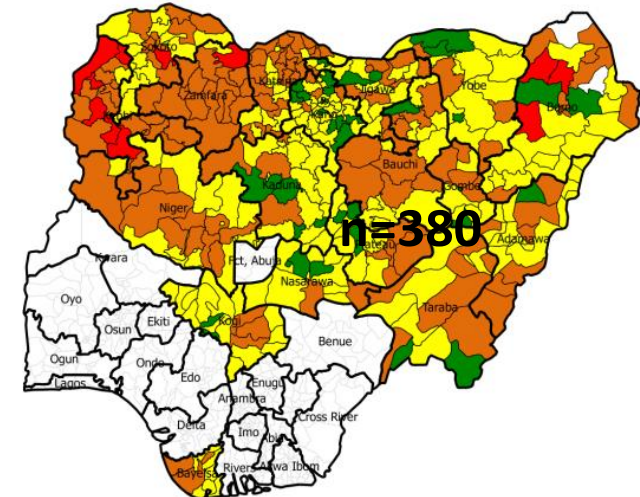 Sokoto
Katsina
Zamfara
Kano
Jigawa
Yobe
Borno
Kebbi
Bauchi
Kaduna
Gombe
Niger
n=380
Plateau
Adamawa
Kwara
Fct, Abuja
Nasarawa
Oyo
Taraba
Osun
Ekiti
Kogi
Benue
Ogun
Ondo
Lagos
Edo
Enugu
Anambra
Cross River
Delta
Imo
Abia
Bayelsa
Rivers
Akwa Ibom